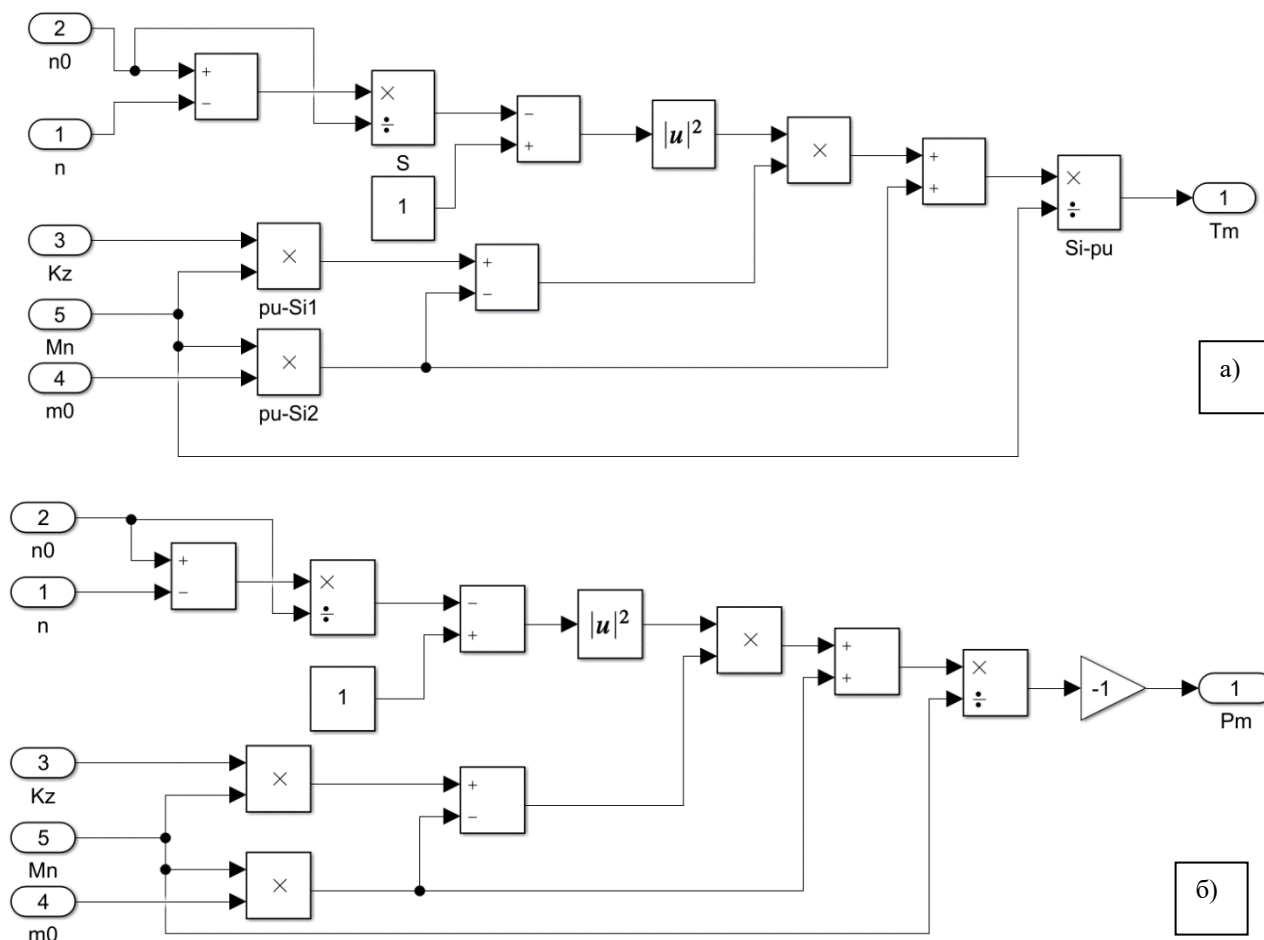 2
n0
+
−
1
n
×
÷
S
−
+
1
|u|²
×
+
+
×
÷
Si-pu
1
Tm
3
Kz
×
pu-Si1
+
−
5
Mn
4
m0
×
pu-Si2
а)
2
n0
+
−
1
n
×
÷
−
+
1
|u|²
×
+
+
×
÷
-1
1
Pm
3
Kz
×
+
−
5
Mn
4
m0
×
б)